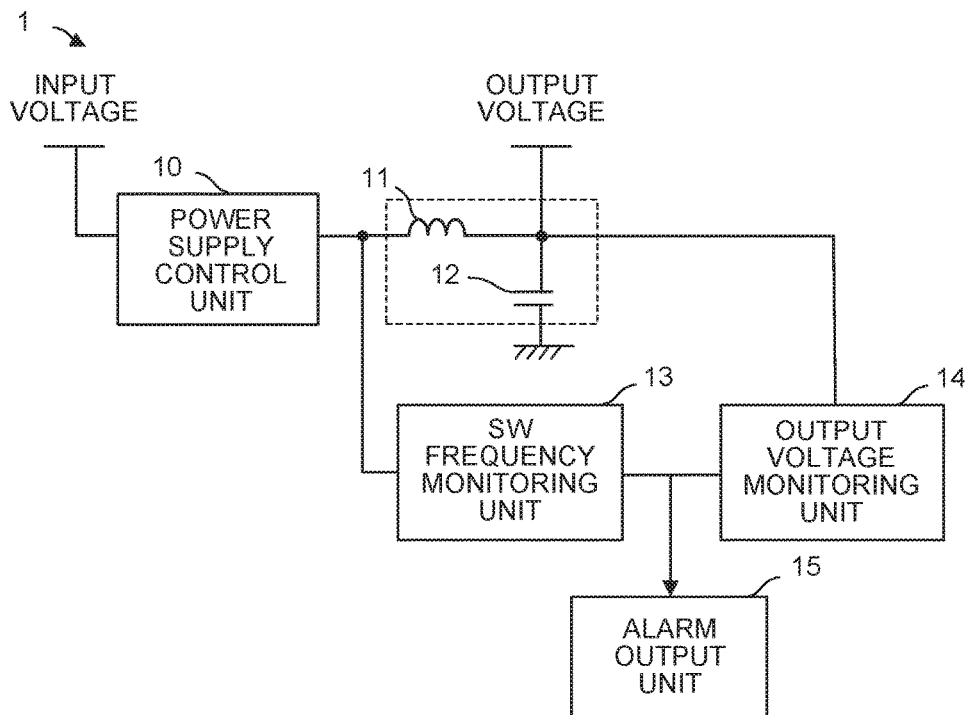 1
INPUT
VOLTAGE
OUTPUT
VOLTAGE
10
POWER
SUPPLY
CONTROL
UNIT
11
12
13
SW
FREQUENCY
MONITORING
UNIT
14
OUTPUT
VOLTAGE
MONITORING
UNIT
15
ALARM
OUTPUT
UNIT